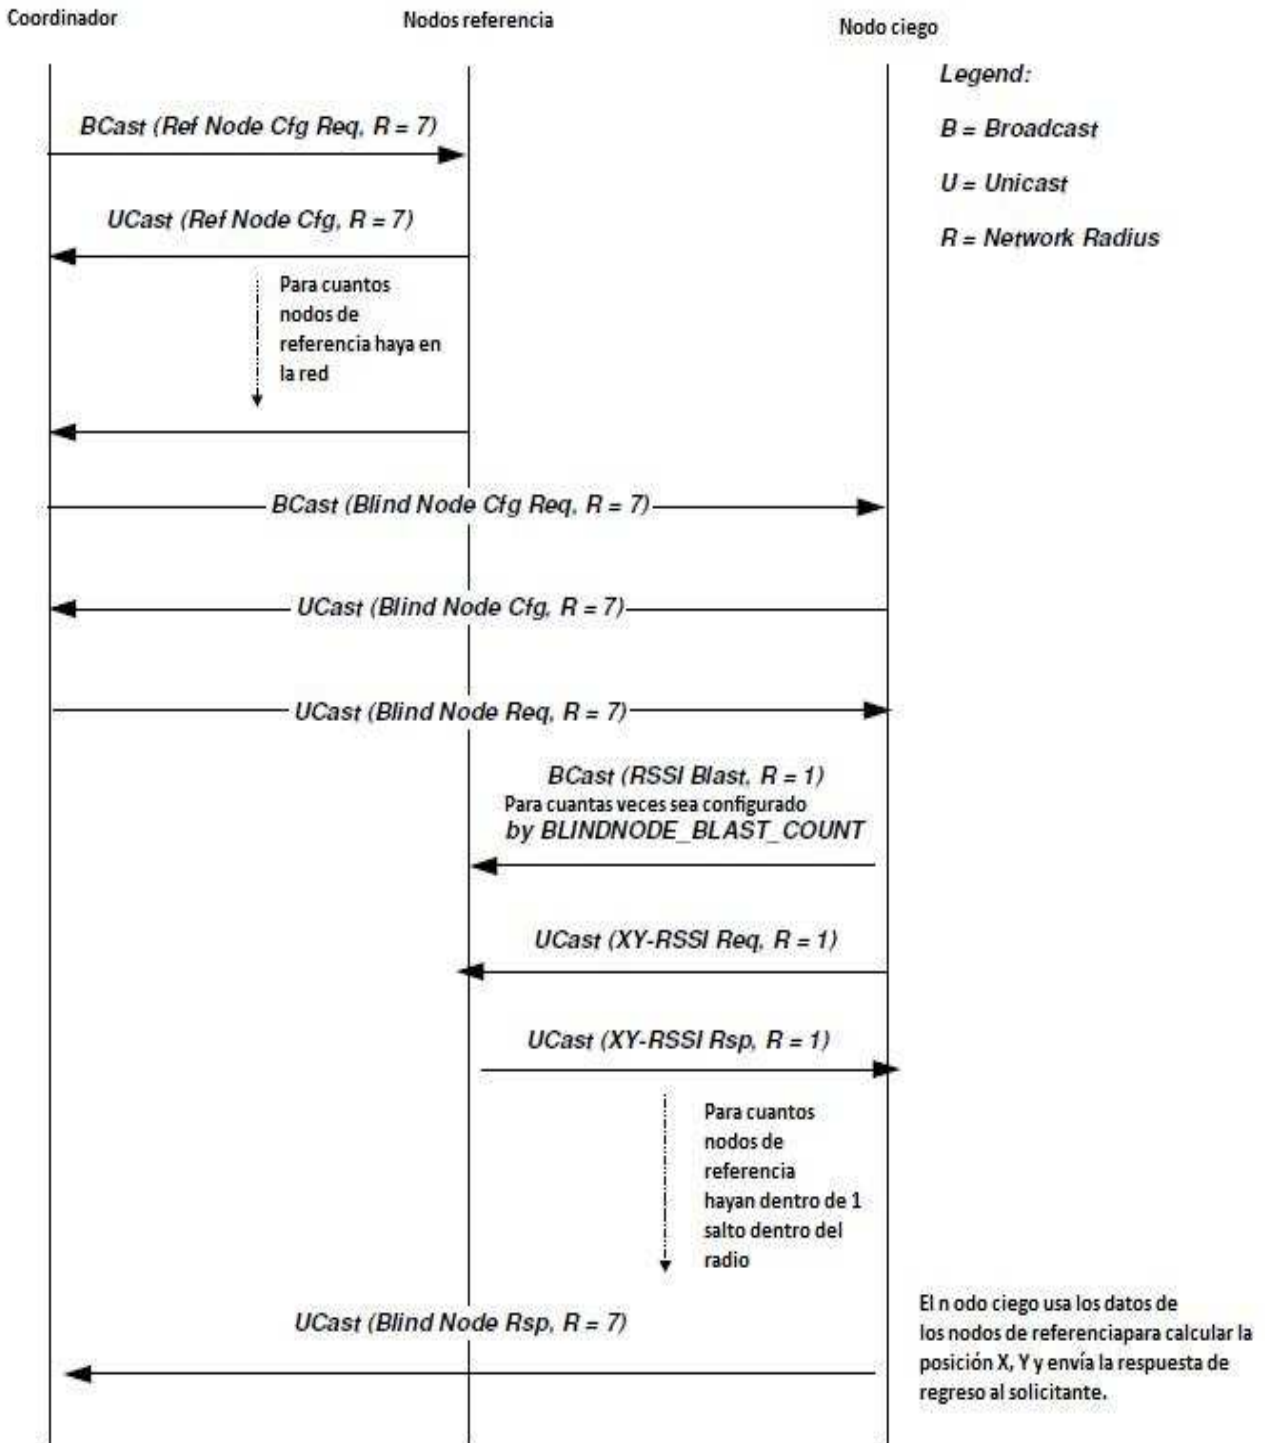 Coordinador
Nodos referencia
Nodo ciego
Legend:
B = Broadcast
U = Unicast
R = Network Radius
BCast (Ref Node Cfg Req, R = 7)
UCast (Ref Node Cfg, R = 7)
Para cuantos
nodos de
referencia haya en
la red
BCast (Blind Node Cfg Req, R = 7)
UCast (Blind Node Cfg, R = 7)
UCast (Blind Node Req, R = 7)
BCast (RSSI Blast, R = 1)
Para cuantas veces sea configurado
by BLINDNODE_BLAST_COUNT
UCast (XY-RSSI Req, R = 1)
UCast (XY-RSSI Rsp, R = 1)
Para cuantos
nodos de
referencia
hayan dentro de 1
salto dentro del
radio
UCast (Blind Node Rsp, R = 7)
El n odo ciego usa los datos de
los nodos de referenciapara calcular la
posición X, Y y envía la respuesta de
regreso al solicitante.